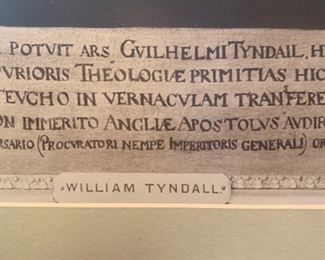 POTVIT ARS. GVILHELMI TYNDAIL. H
PVRIORIS THEOLOGIÆ PRIMITIAS HIC
TEVCHO IN VERNACVLAM TRANSFERE
ON IMMERITO ANGLIÆ APOSTOLVS AVDIR
RSARIO (PROCVRATORI NEMPE IMPERITORIS GENERALI) OR
WILLIAM TYNDALL.